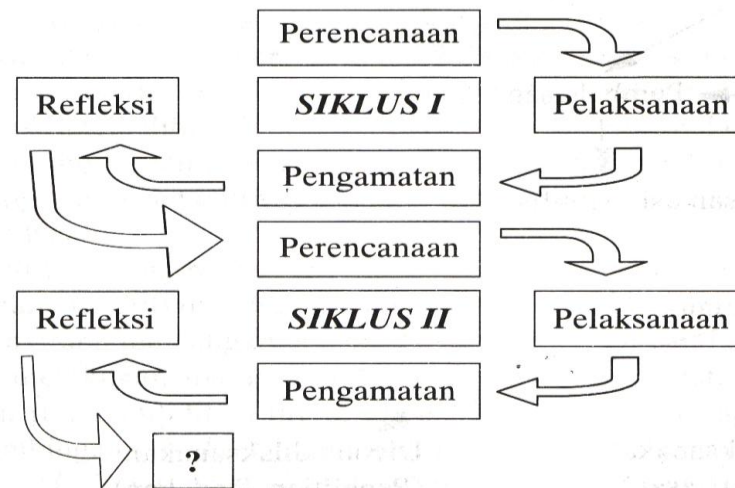 Perencanaan
Refleksi
SIKLUS I
Pelaksanaan
Pengamatan
Perencanaan
Refleksi
SIKLUS II
Pelaksanaan
Pengamatan
?